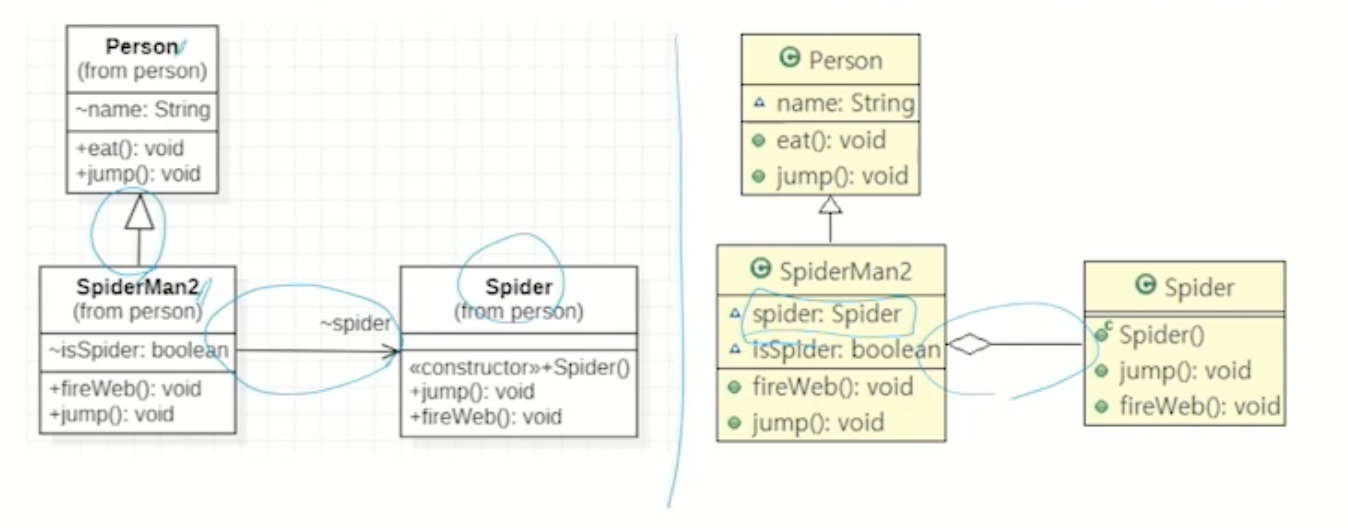 Person
(from person)
~name: String
+eat(): void
+jump(): void
SpiderMan2
(from person)
~isSpider: boolean
+fireWeb(): void
+jump(): void
~spider
Spider
(from person)
«constructor»+Spider()
+jump(): void
+fireWeb(): void
C Person
name: String
eat(): void
jump(): void
C SpiderMan2
spider: Spider
isSpider: boolean
fireWeb(): void
jump(): void
C Spider
C Spider()
jump(): void
fireWeb(): void